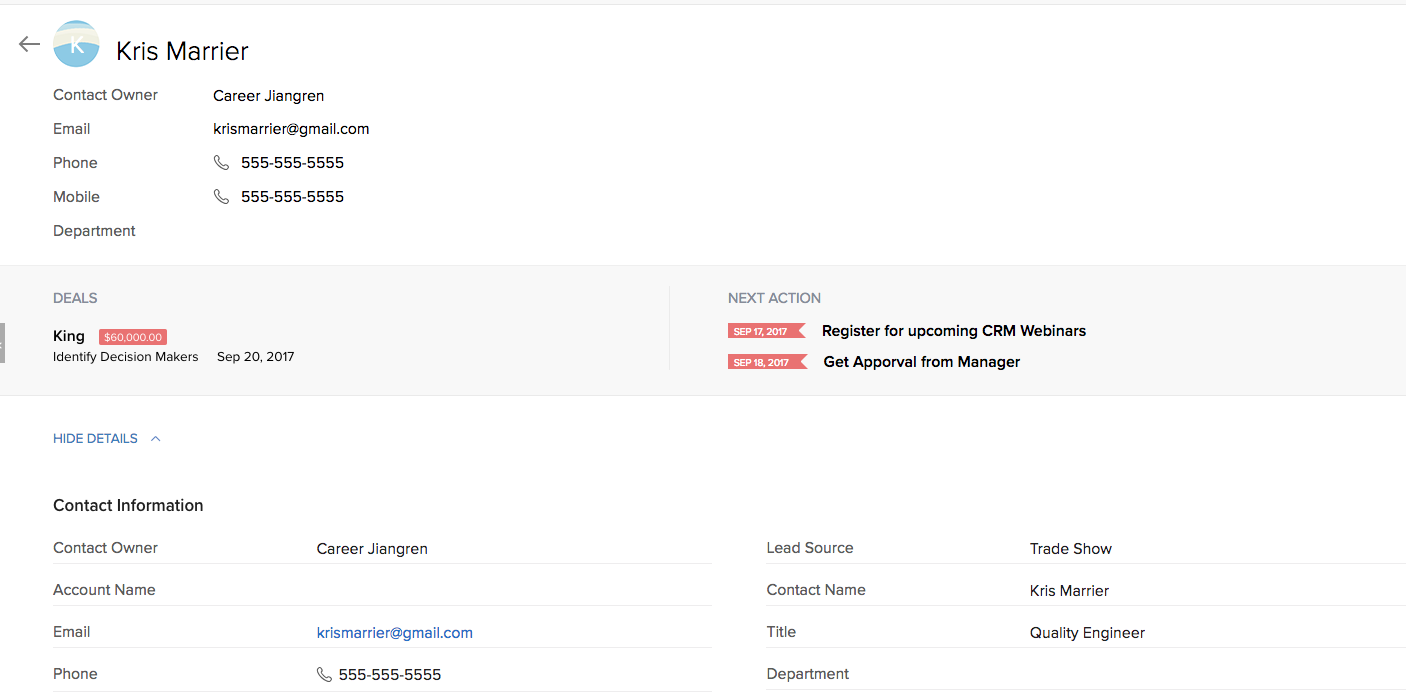 K
Kris Marrier
Contact Owner Career Jiangren
Email krismarrier@gmail.com
Phone 555-555-5555
Mobile 555-555-5555
Department
DEALS
King $60,000.00
Identify Decision Makers Sep 20, 2017
NEXT ACTION
SEP 17, 2017 Register for upcoming CRM Webinars
SEP 18, 2017 Get Apporval from Manager
HIDE DETAILS
Contact Information
Contact Owner Career Jiangren
Lead Source Trade Show
Account Name
Contact Name Kris Marrier
Email krismarrier@gmail.com
Title Quality Engineer
Phone 555-555-5555
Department